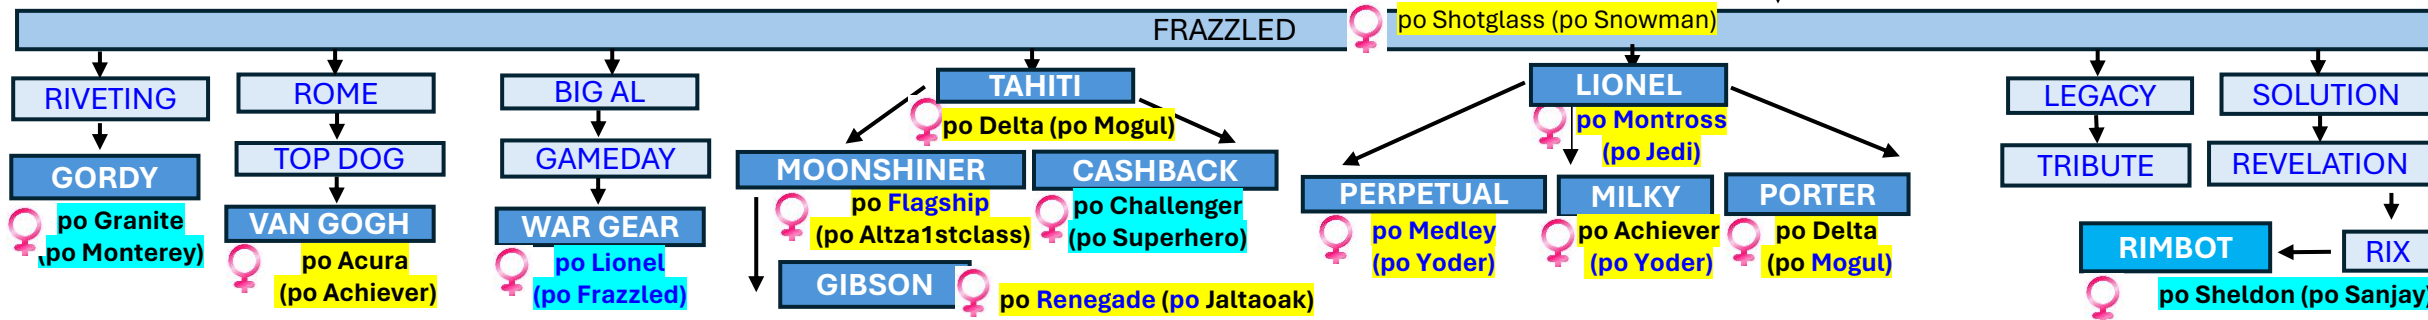 FRAZZLED
po Shotglass (po Snowman)
RIVETING
GORDY
po Granite
(po Monterey)
ROME
TOP DOG
VAN GOGH
po Acura
(po Achiever)
BIG AL
GAMEDAY
WAR GEAR
po Lionel
(po Frazzled)
TAHITI
po Delta (po Mogul)
MOONSHINER
po Flagship
(po Altza1stclass)
GIBSON
po Renegade (po Jaltaoak)
CASHBACK
po Challenger
(po Superhero)
LIONEL
po Montross
(po Jedi)
PERPETUAL
po Medley
(po Yoder)
MILKY
po Achiever
(po Yoder)
PORTER
po Delta
(po Mogul)
LEGACY
TRIBUTE
SOLUTION
REVELATION
RIX
RIMBOT
po Sheldon (po Sanjay)